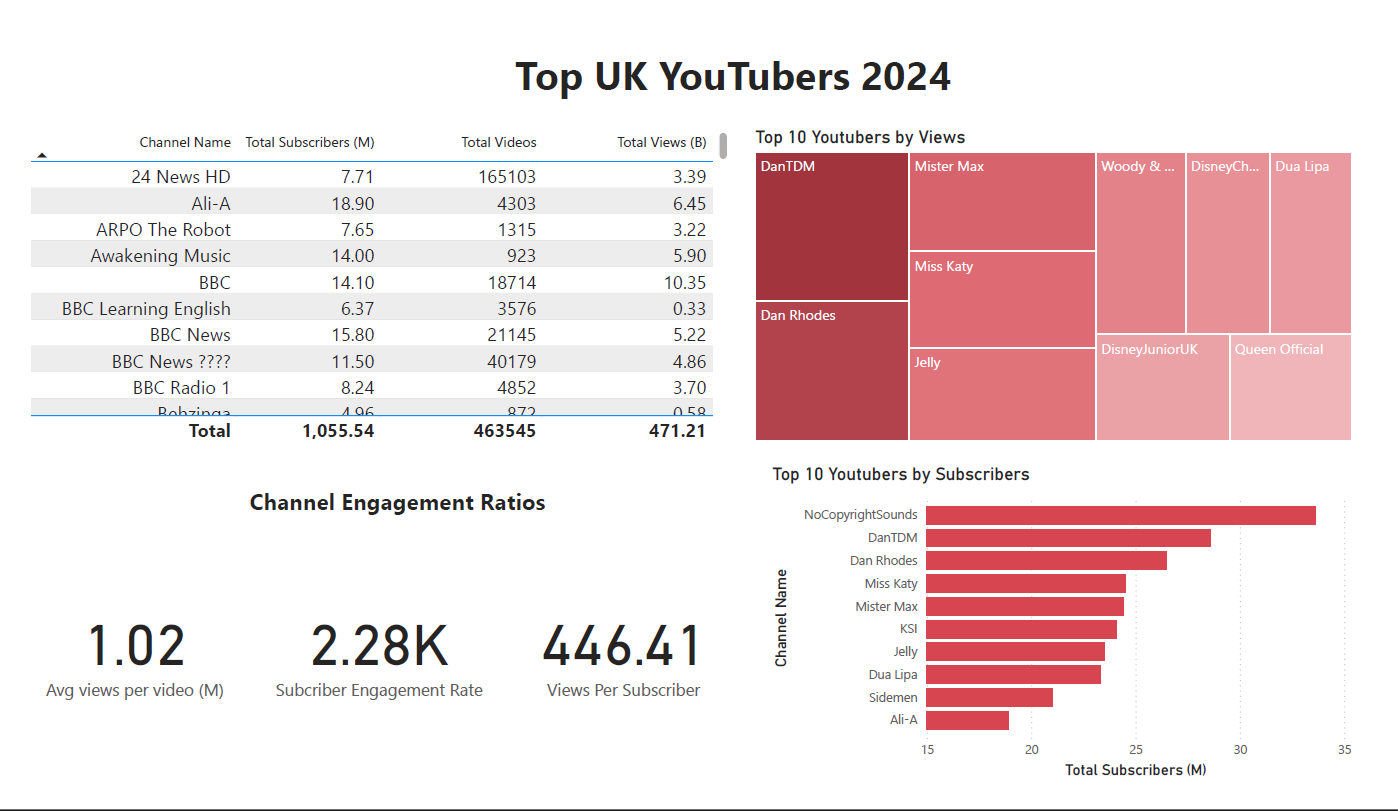 Top UK YouTubers 2024
Channel Name Total Subscribers (M) Total Videos Total Views (B)
24 News HD 7.71 165103 3.39
Ali-A 18.90 4303 6.45
ARPO The Robot 7.65 1315 3.22
Awakening Music 14.00 923 5.90
BBC 14.10 18714 10.35
BBC Learning English 6.37 3576 0.33
BBC News 15.80 21145 5.22
BBC News ???? 11.50 40179 4.86
BBC Radio 1 8.24 4852 3.70
Behzinga 4.96 872 0.58
Total 1,055.54 463545 471.21
Top 10 Youtubers by Views
DanTDM
Mister Max
Woody & ...
DisneyCh...
Dua Lipa
Miss Katy
Dan Rhodes
Jelly
DisneyJuniorUK
Queen Official
Channel Engagement Ratios
1.02
Avg views per video (M)
2.28K
Subcriber Engagement Rate
446.41
Views Per Subscriber
Top 10 Youtubers by Subscribers
Channel Name
NoCopyrightSounds
DanTDM
Dan Rhodes
Miss Katy
Mister Max
KSI
Jelly
Dua Lipa
Sidemen
Ali-A
15 20 25 30 35
Total Subscribers (M)